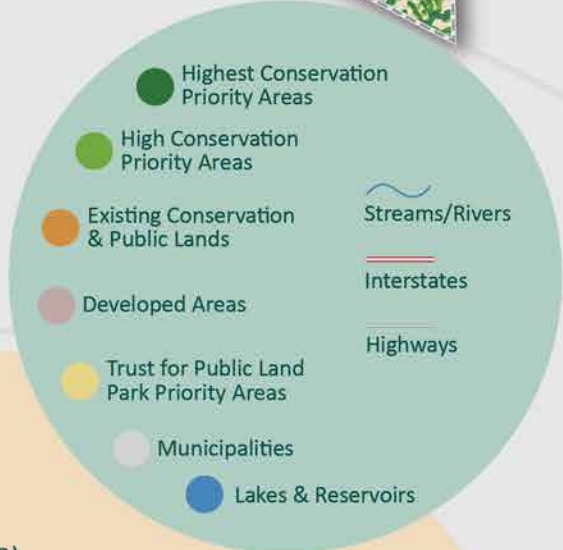 Highest Conservation
Priority Areas
High Conservation
Priority Areas
Existing Conservation
& Public Lands
Developed Areas
Trust for Public Land
Park Priority Areas
Municipalities
Lakes & Reservoirs
Streams/Rivers
Interstates
Highways